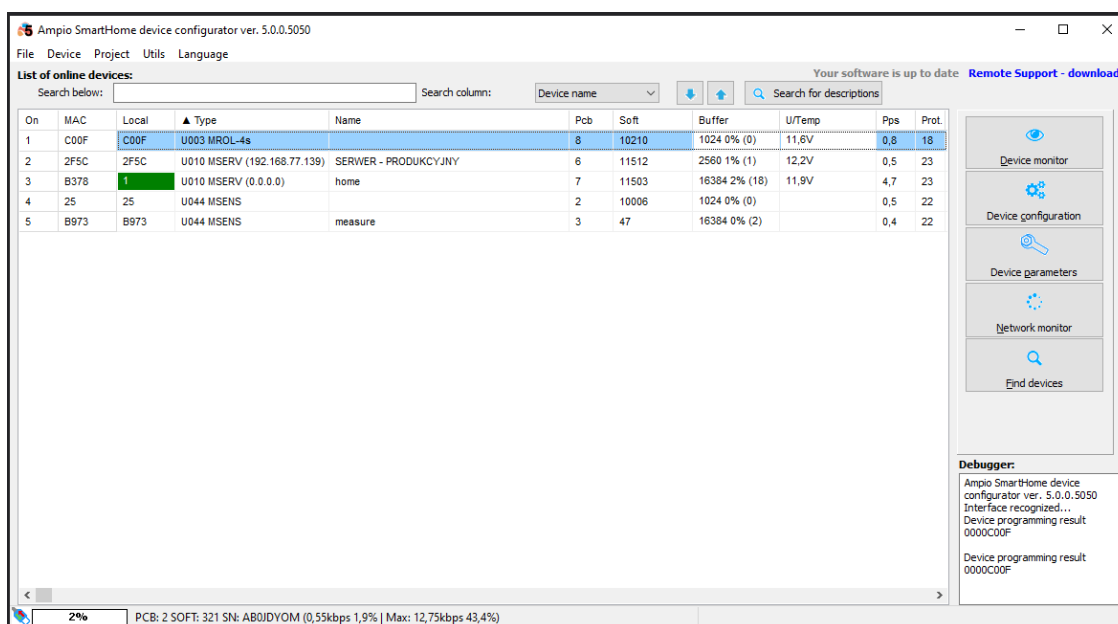 Ampio SmartHome device configurator ver. 5.0.0.5050
File Device Project Utils Language
List of online devices:
Your software is up to date Remote Support - download
Search below: Search column: Device name Search for descriptions
On MAC Local ▲ Type Name Pcb Soft Buffer U/Temp Pps Prot.
1 C00F C00F U003 MROL-4s 8 10210 1024 0% (0) 11,6V 0,8 18
2 2F5C 2F5C U010 MSERV (192.168.77.139) SERWER - PRODUKCYJNY 6 11512 2560 1% (1) 12,2V 0,5 23
3 B378 1 U010 MSERV (0.0.0.0) home 7 11503 16384 2% (18) 11,9V 4,7 23
4 25 25 U044 MSENS 2 10006 1024 0% (0) 0,5 22
5 B973 B973 U044 MSENS measure 3 47 16384 0% (2) 0,4 22
Device monitor
Device configuration
Device parameters
Network monitor
Find devices
Debugger:
Ampio SmartHome device
configurator ver. 5.0.0.5050
Interface recognized...
Device programming result
0000C00F
Device programming result
0000C00F
2% PCB: 2 SOFT: 321 SN: AB0JDYOM (0,55kbps 1,9% | Max: 12,75kbps 43,4%)